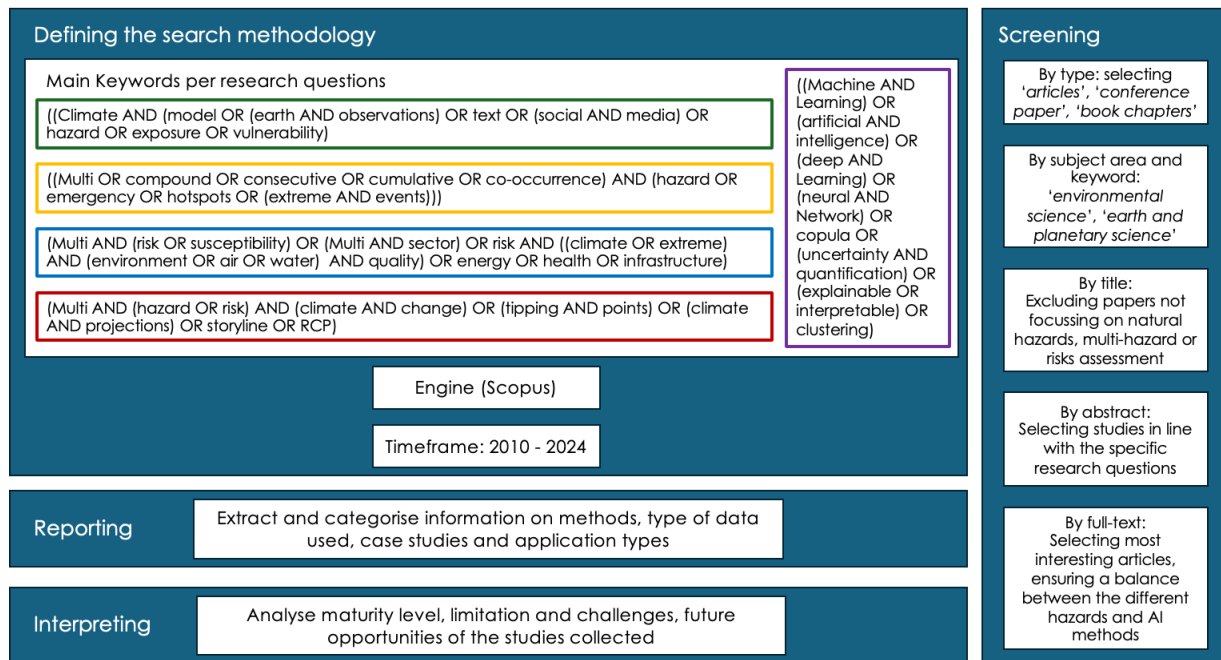 Defining the search methodology
Main Keywords per research questions
((Climate AND (model OR (earth AND observations) OR text OR (social AND media) OR
hazard OR exposure OR vulnerability)
((Multi OR compound OR consecutive OR cumulative OR co-occurrence) AND (hazard OR
emergency OR hotspots OR (extreme AND events)))
(Multi AND (risk OR susceptibility) OR (Multi AND sector) OR risk AND ((climate OR extreme)
AND (environment OR air OR water) AND quality) OR energy OR health OR infrastructure)
(Multi AND (hazard OR risk) AND (climate AND change) OR (tipping AND points) OR (climate
AND projections) OR storyline OR RCP)
((Machine AND
Learning) OR
(artificial AND
intelligence) OR
(deep AND
Learning) OR
(neural AND
Network) OR
copula OR
(uncertainty AND
quantification) OR
(explainable OR
interpretable) OR
clustering)
Engine (Scopus)
Timeframe: 2010 - 2024
Reporting
Extract and categorise information on methods, type of data
used, case studies and application types
Interpreting
Analyse maturity level, limitation and challenges, future
opportunities of the studies collected
Screening
By type: selecting
‘articles’, ‘conference
paper’, ‘book chapters’
By subject area and
keyword:
‘environmental
science’, ‘earth and
planetary science’
By title:
Excluding papers not
focussing on natural
hazards, multi-hazard or
risks assessment
By abstract:
Selecting studies in line
with the specific
research questions
By full-text:
Selecting most
interesting articles,
ensuring a balance
between the different
hazards and AI
methods